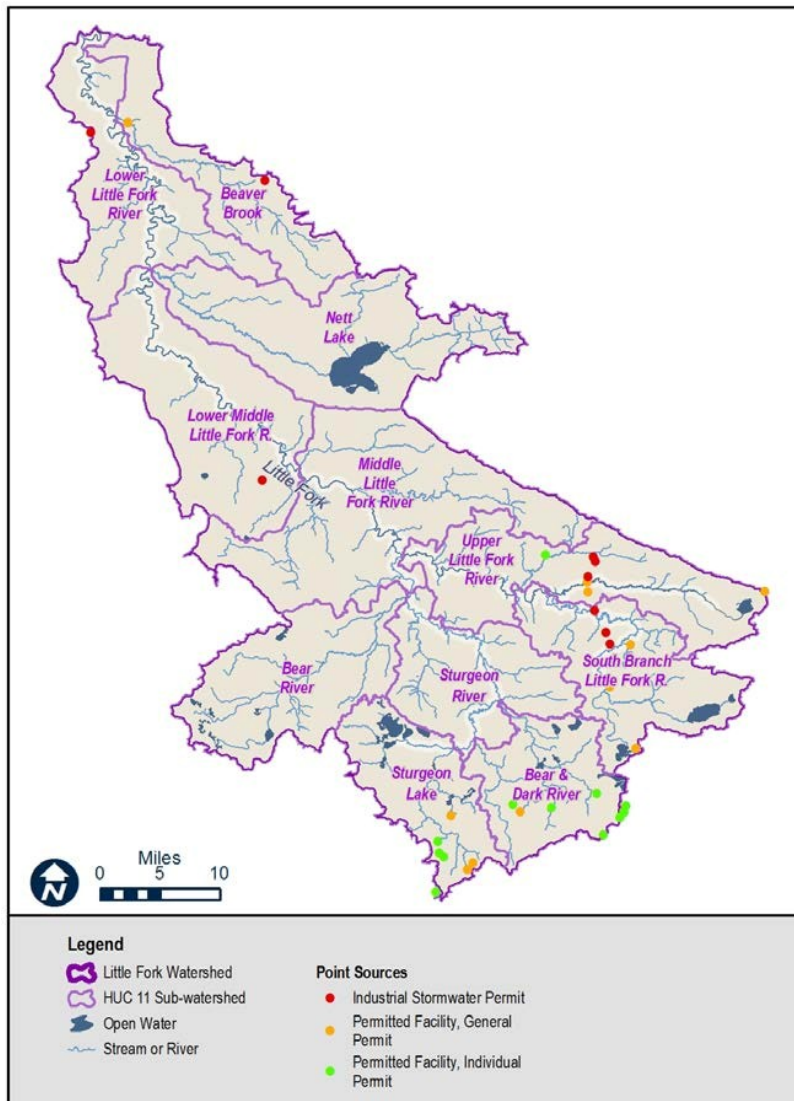 Lower
Little Fork
River
Beaver
Brook
Nett
Lake
Lower Middle
Little Fork R.
Little Fork
Middle
Little
Fork River
Upper
Little Fork
River
South Branch
Little Fork R.
Bear
River
Sturgeon
River
Sturgeon
Lake
Bear &
Dark River
N
Miles
0 5 10
Legend
Little Fork Watershed
HUC 11 Sub-watershed
Open Water
Stream or River
Point Sources
Industrial Stormwater Permit
Permitted Facility, General
Permit
Permitted Facility, Individual
Permit